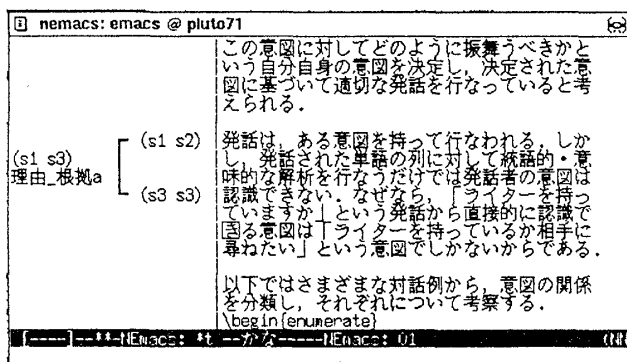 nemacs: emacs @ pluto71
この意図に対してどのように振舞うべきかと
いう自分自身の意図を決定し，決定された意
図に基づいて適切な発話を行なっていると考
えられる．
(s1 s2)
(s1 s3)
理由_根拠a
(s3 s3)
発話は，ある意図を持って行なわれる．しか
し，発話された単語の列に対して統語的・意
味的な解析を行なうだけでは発話者の意図は
認識できない．なぜなら，「ライターを持っ
ていますか」という発話から直接的に認識で
きる意図は「ライターを持っているか相手に
尋ねたい」という意図でしかないからである．
以下ではさまざまな対話例から，意図の関係
を分類し，それぞれについて考察する．
\begin{enumerate}
[----]--**-NEmacs: *t --かな-----NEmacs: 01